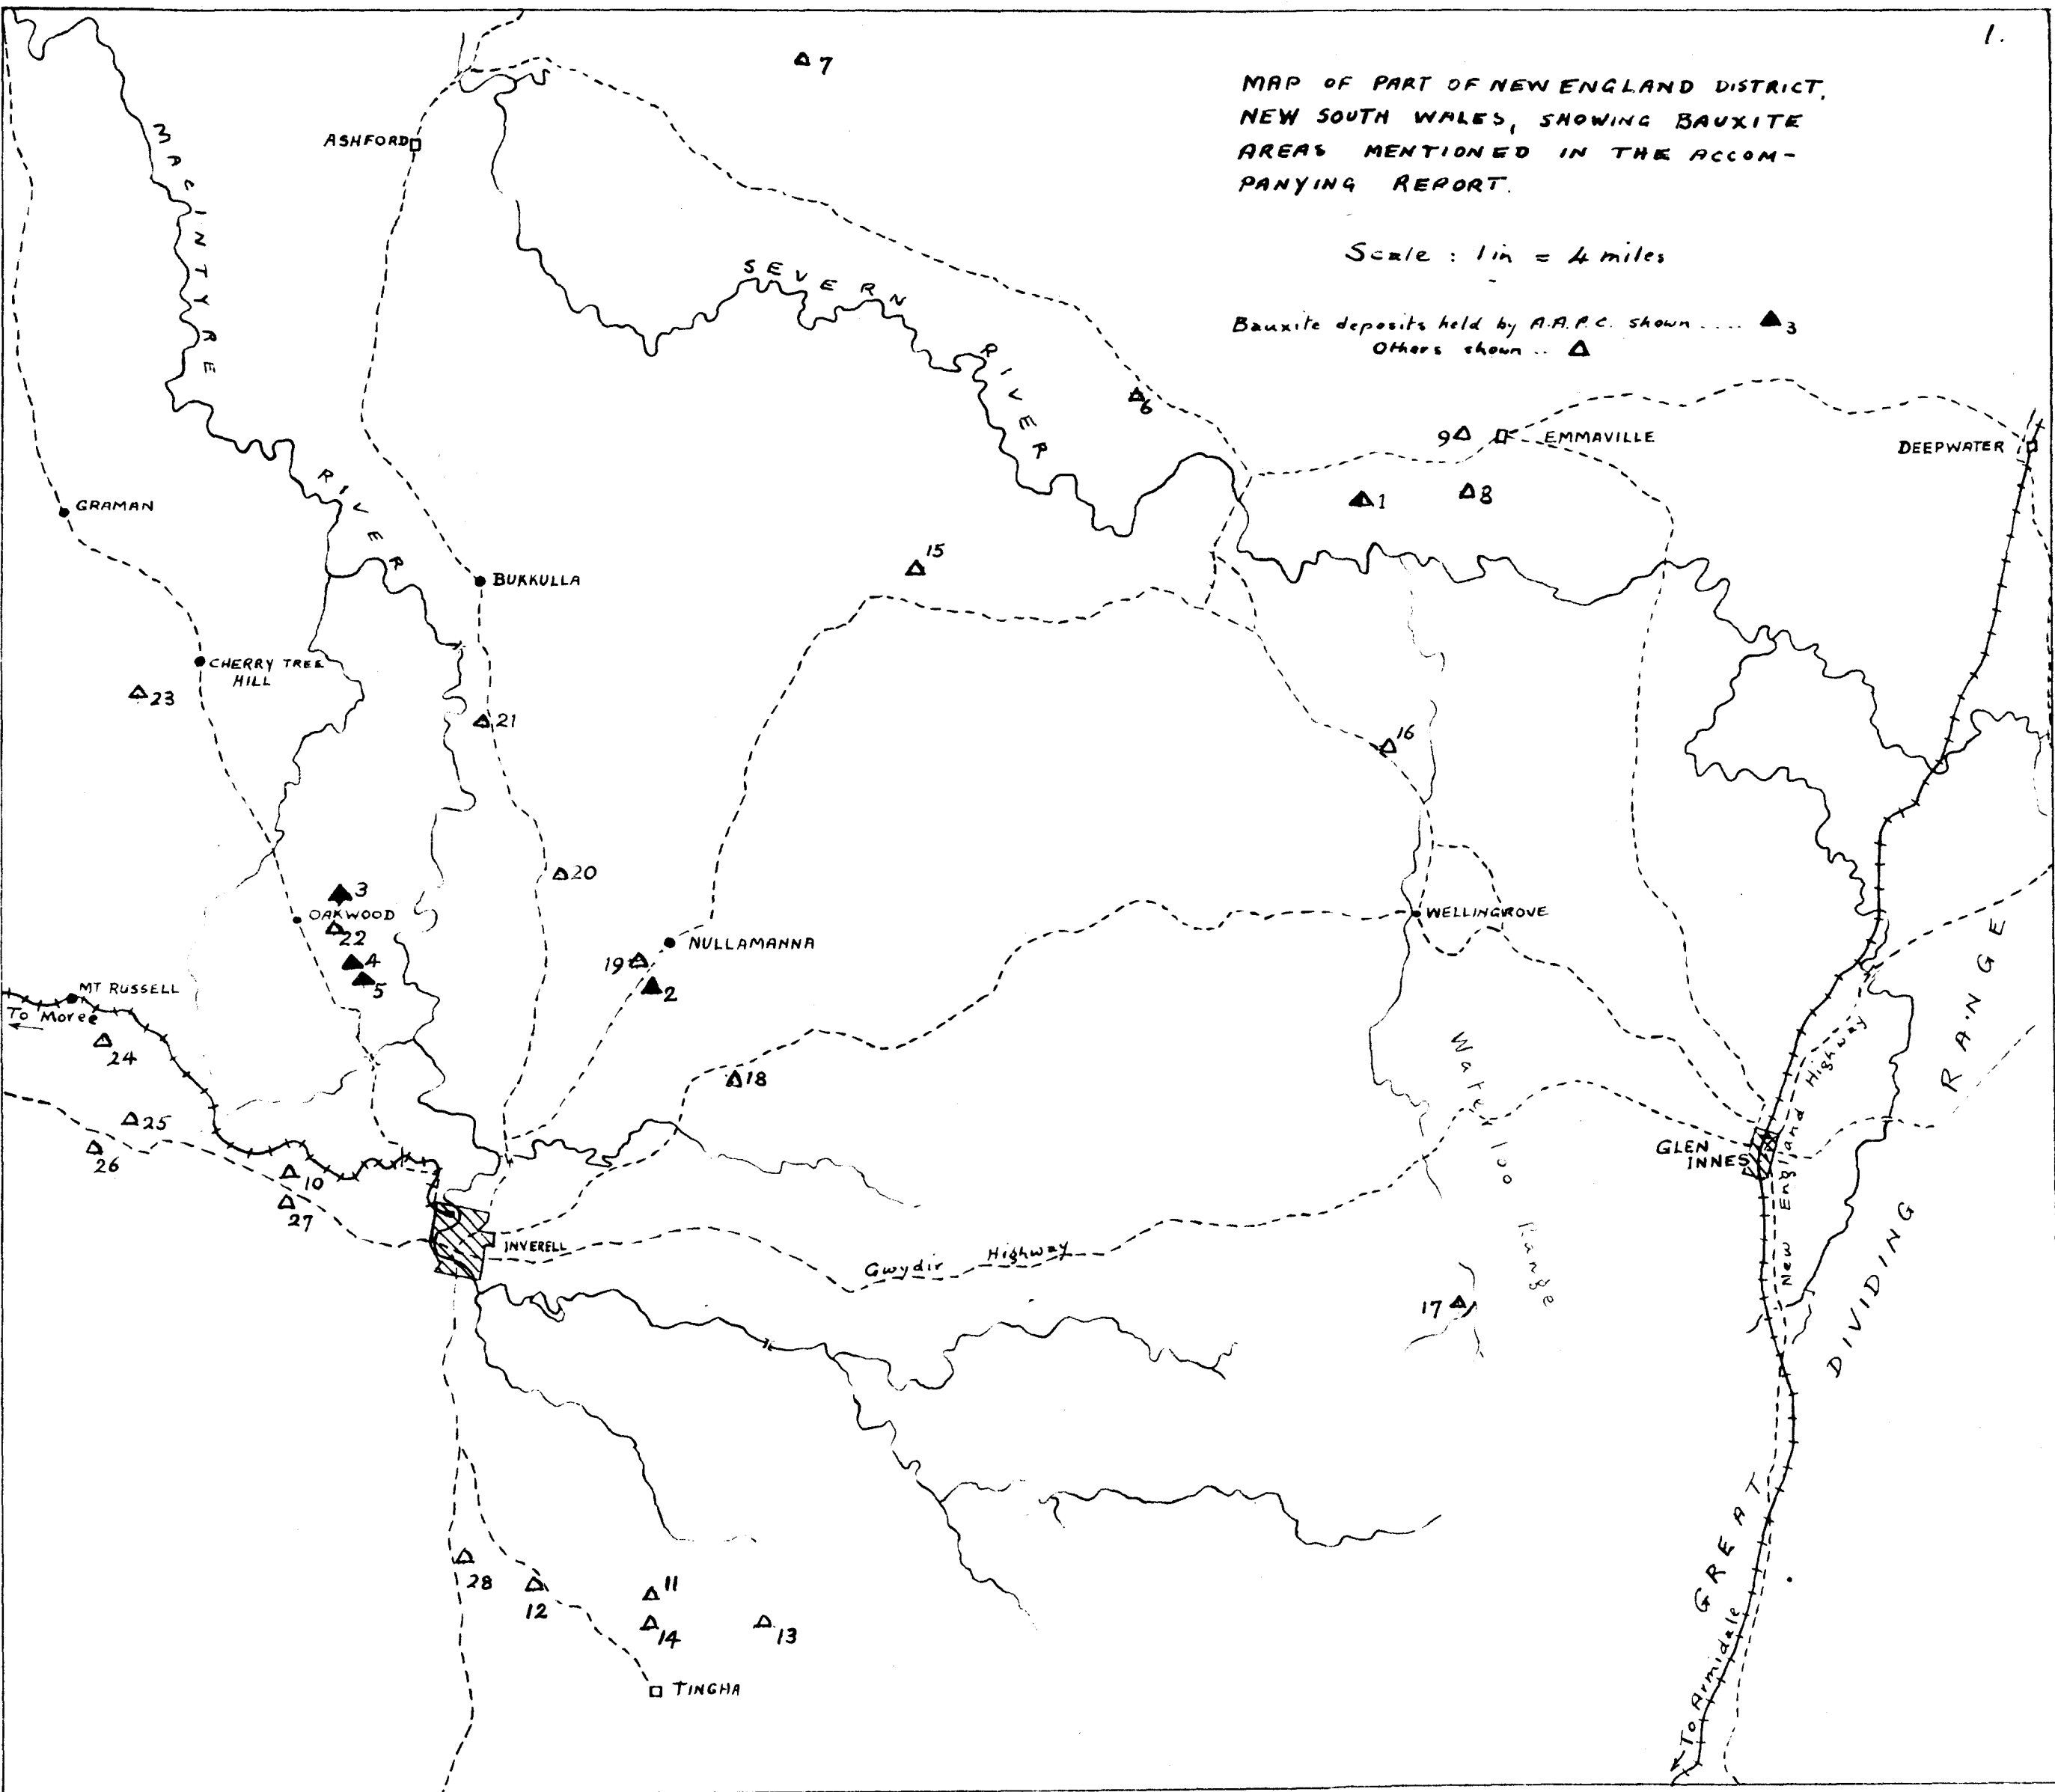 1.
MAP OF PART OF NEW ENGLAND DISTRICT,
NEW SOUTH WALES, SHOWING BAUXITE
AREAS MENTIONED IN THE ACCOM-
PANYING REPORT.
Scale : 1 in = 4 miles
Bauxite deposits held by A.A.P.C. shown .... 3
Others shown ..
7
ASHFORD
MACINTYRE
RIVER
SEVERN
RIVER
6
9
EMMAVILLE
DEEPWATER
1
8
GRAMAN
15
BUKKULLA
CHERRY TREE
HILL
23
21
16
20
3
OAKWOOD
22
4
5
WELLINGROVE
NULLAMANNA
19
2
MT RUSSELL
To Moree
24
18
25
26
10
27
INVERELL
Gwydir Highway
Waterloo
Range
17
GLEN
INNES
New England Highway
GREAT
DIVIDING
RANGE
28
12
11
14
13
TINGHA
To Armidale